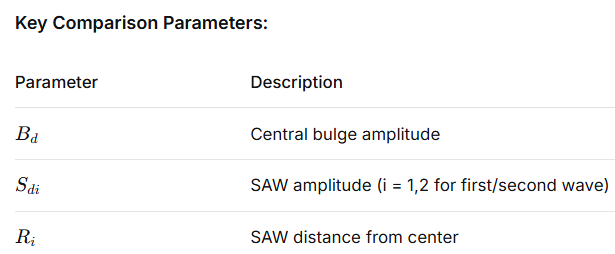 Key Comparison Parameters:
Parameter Description
B_d Central bulge amplitude
S_{di} SAW amplitude (i = 1,2 for first/second wave)
R_i SAW distance from center